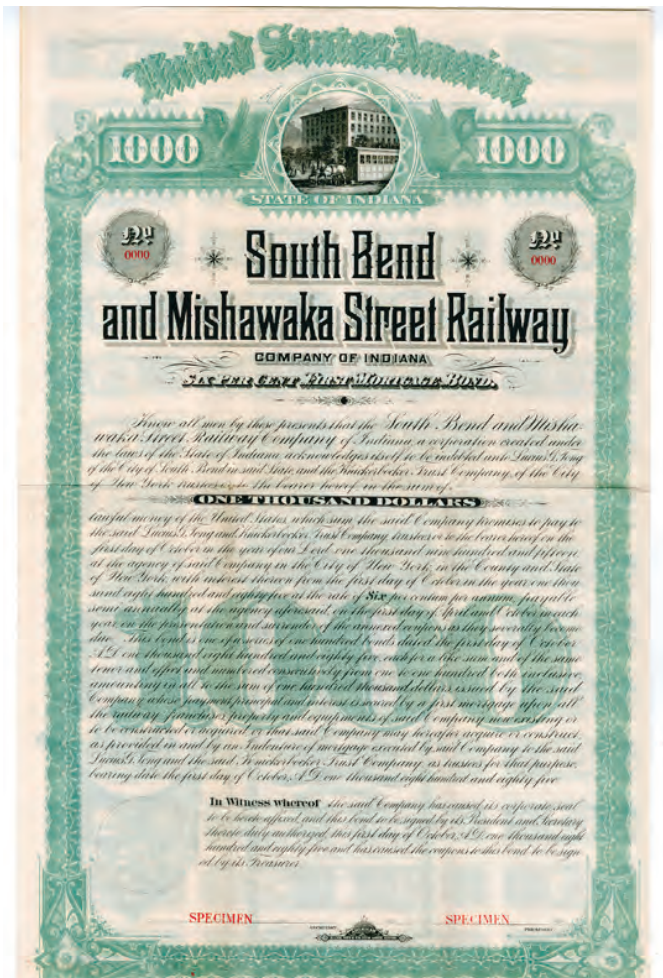 United States America
1000
1000
STATE OF INDIANA
No
0000
No
0000
South Bend
and Mishawaka Street Railway
COMPANY OF INDIANA
SIX PER CENT FIRST MORTGAGE BOND.
Know all men by these presents that the South Bend and Misha-
waka Street Railway Company of Indiana, a corporation created under
the laws of the State of Indiana acknowledges itself to be indebted unto Lucius G. Tong
of the City of South Bend in said State and the Knickerbocker Trust Company, of the City
of New York trustees, or to the bearer hereof in the sum of
ONE THOUSAND DOLLARS
lawful money of the United States, which sum the said Company promises to pay to
the said Lucius G. Tong and Knickerbocker Trust Company, trustees or to the bearer hereof on the
first day of October in the year of our Lord one thousand nine hundred and fifteen
at the agency of said Company in the City of New York in the County and State
of New York with interest thereon from the first day of October in the year one thou
sand eight hundred and eighty five at the rate of Six per centum per annum, payable
semi annually at the agency aforesaid, on the first day of April and October in each
year on the presentation and surrender of the annexed coupons as they severally become
due. This bond is one of a series of one hundred bonds dated the first day of October
A.D. one thousand eight hundred and eighty five, each for a like sum and of the same
tenor and effect and numbered consecutively from one to one hundred both inclusive,
amounting in all to the sum of one hundred thousand dollars issued by the said
Company whose payment principal and interest is secured by a first mortgage upon all
the railway, franchises property and equipments of said Company now existing or
to be constructed or acquired or that said Company may hereafter acquire or construct,
as provided in and by an Indenture of mortgage executed by said Company to the said
Lucius G. Tong and the said Knickerbocker Trust Company, as trustees for that purpose,
bearing date the first day of October, A.D. one thousand eight hundred and eighty five
In Witness whereof the said Company has caused its corporate seal
to be hereto affixed, and this bond to be signed by its President and Secretary
thereto duly authorized, this first day of October, A.D. one thousand eight
hundred and eighty five and has caused the coupons to this bond to be sign-
ed by its Treasurer.
SPECIMEN
SPECIMEN
SECRETARY.
PRESIDENT.